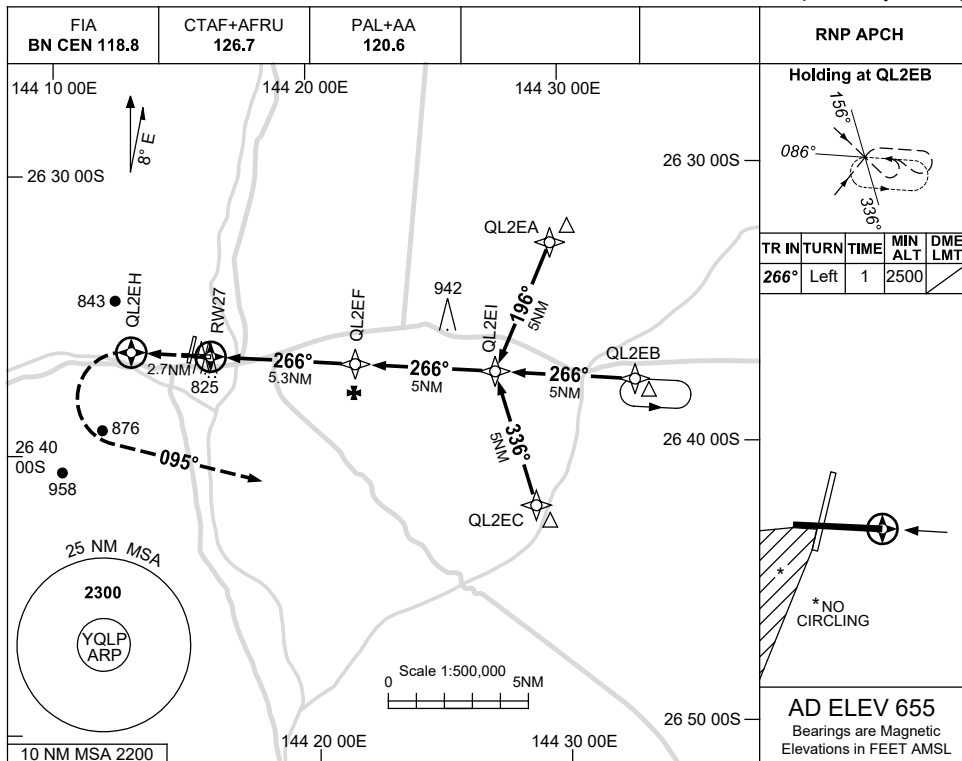 FIA
BN CEN 118.8
CTAF+AFRU
126.7
PAL+AA
120.6
RNP APCH
144 10 00E
144 20 00E
144 30 00E
8° E
26 30 00S
26 30 00S
Holding at QL2EB
156°
086°
336°
TR IN TURN TIME MIN ALT DME LMT
266° Left 1 2500
QL2EA
942
196°
5NM
843
QL2EH
RW27
QL2EF
QL2EI
QL2EB
2.7NM
825
266°
5.3NM
266°
5NM
266°
5NM
336°
5NM
876
095°
26 40
00S
958
26 40 00S
QL2EC
25 NM MSA
2300
YQLP
ARP
* NO
CIRCLING
*
Scale 1:500,000
0 5NM
26 50 00S
AD ELEV 655
Bearings are Magnetic
Elevations in FEET AMSL
10 NM MSA 2200
144 20 00E
144 30 00E